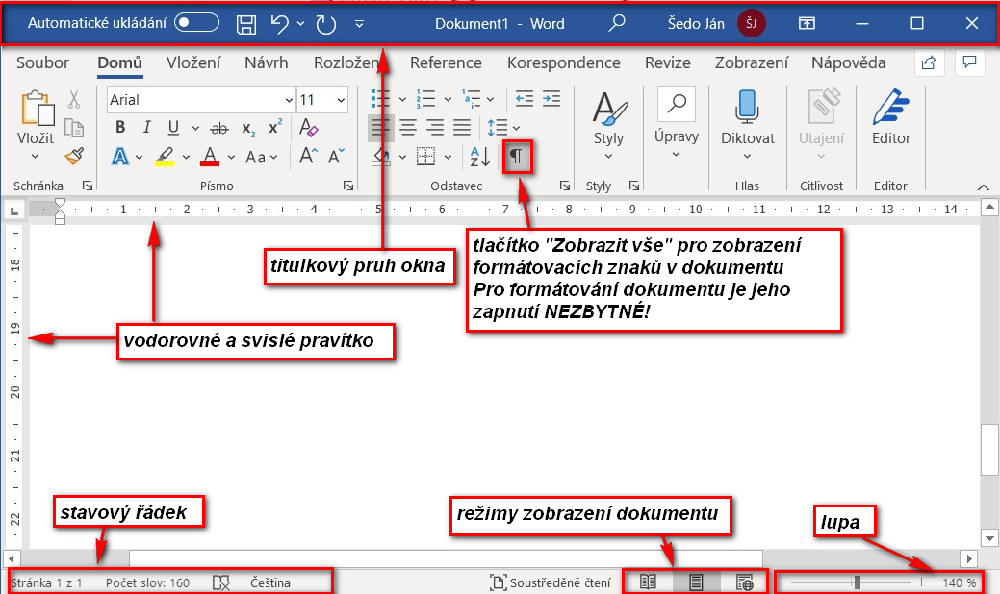 Automatické ukládání Dokument1 - Word Šedo Ján ŠJ
Soubor Domů Vložení Návrh Rozložen Reference Korespondence Revize Zobrazení Nápověda
Arial 11
Vložit
B I U ab x₂ x² A
A A Aa A A
A Z ¶
Styly
Úpravy
Diktovat
Utajení
Editor
Schránka Písmo Odstavec Styly Hlas Citlivost Editor
L 1 2 3 4 5 6 7 8 9 10 11 12 13 14
18
19
20
21
22
titulkový pruh okna
tlačítko "Zobrazit vše" pro zobrazení
formátovacích znaků v dokumentu
Pro formátování dokumentu je jeho
zapnutí NEZBYTNÉ!
vodorovné a svislé pravítko
stavový řádek
režimy zobrazení dokumentu
lupa
Stránka 1 z 1 Počet slov: 160 Čeština Soustředěné čtení 140 %